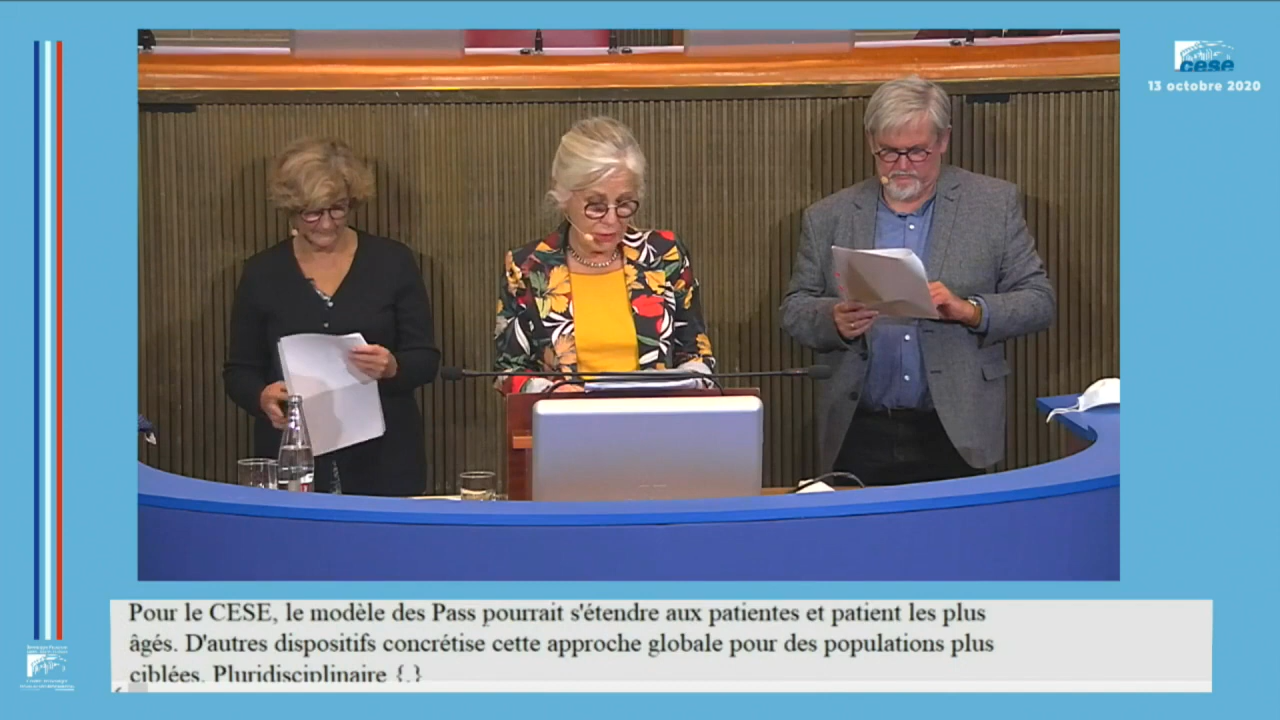 cese
13 octobre 2020
Pour le CESE, le modèle des Pass pourrait s'étendre aux patientes et patient les plus
âgés. D'autres dispositifs concrétise cette approche globale pour des populations plus
ciblées. Pluridisciplinaire {.}